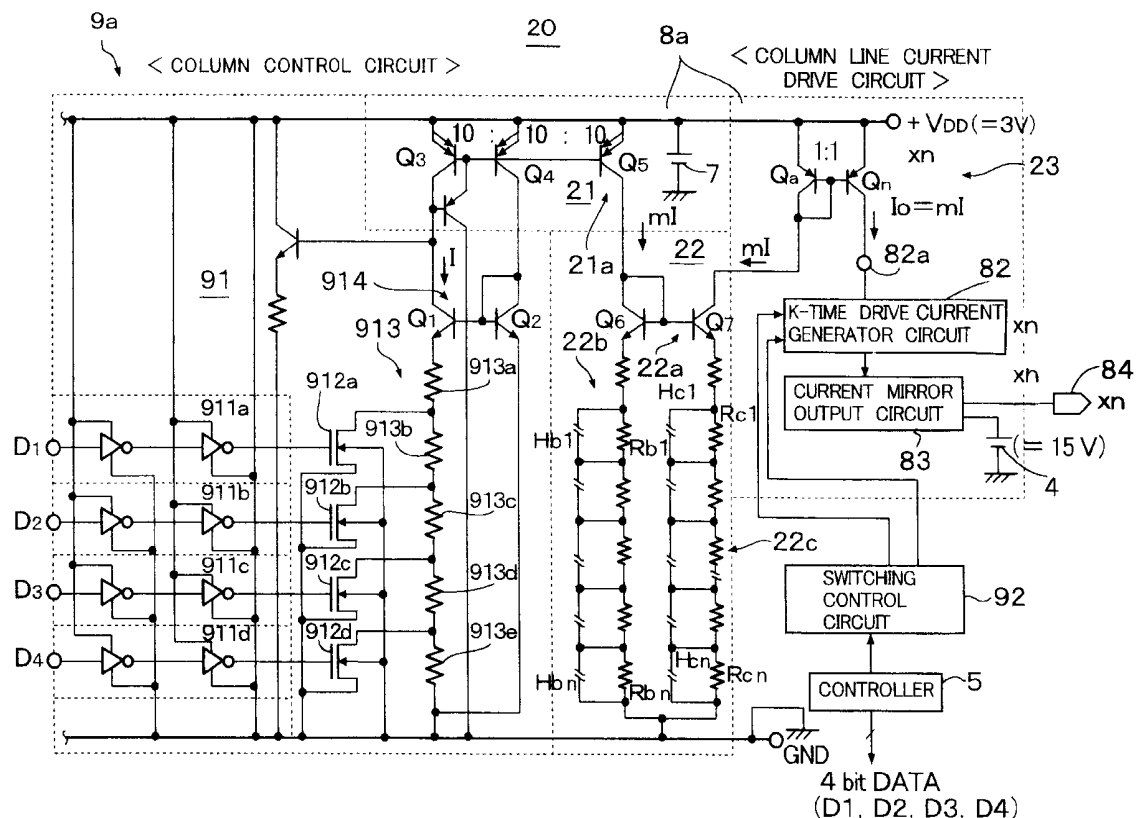 9a
20
8a
< COLUMN CONTROL CIRCUIT >
< COLUMN LINE CURRENT
DRIVE CIRCUIT >
10 : 10 : 10
+ VDD (=3V)
xn
Q3
Q4
Q5
7
1:1
Qa
Qn
23
21
21a
mI
Io=mI
82a
91
I
914
22
mI
82
Q1
Q2
Q6
Q7
K-TIME DRIVE CURRENT
GENERATOR CIRCUIT
xn
913
22b
22a
912a
913a
Hc1
Rc1
xn
84
CURRENT MIRROR
OUTPUT CIRCUIT
xn
83
(= 15 V)
4
911a
D1
913b
Hb1
Rb1
911b
912b
D2
913c
22c
911c
912c
D3
913d
SWITCHING
CONTROL
CIRCUIT
92
911d
912d
D4
913e
Hbn
Rbn
Hcn
Rcn
CONTROLLER
5
GND
4 bit DATA
(D1, D2, D3, D4)